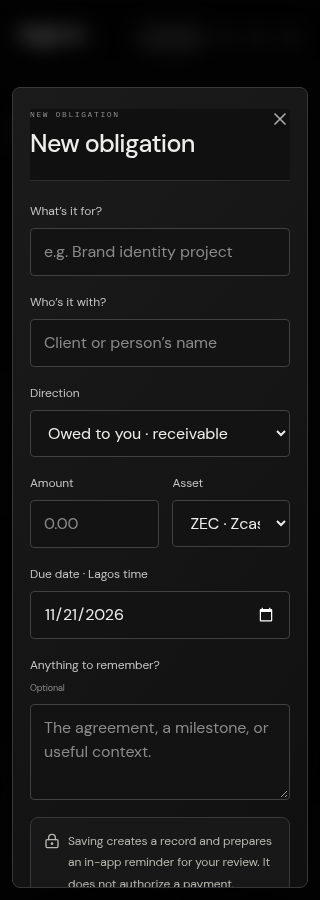 NEW OBLIGATION
New obligation
What's it for?
e.g. Brand identity project
Who's it with?
Client or person's name
Direction
Owed to you · receivable
Amount
Asset
0.00
ZEC · Zcas
Due date · Lagos time
11/21/2026
Anything to remember?
Optional
The agreement, a milestone, or
useful context.
Saving creates a record and prepares
an in-app reminder for your review. It
does not authorize a payment.